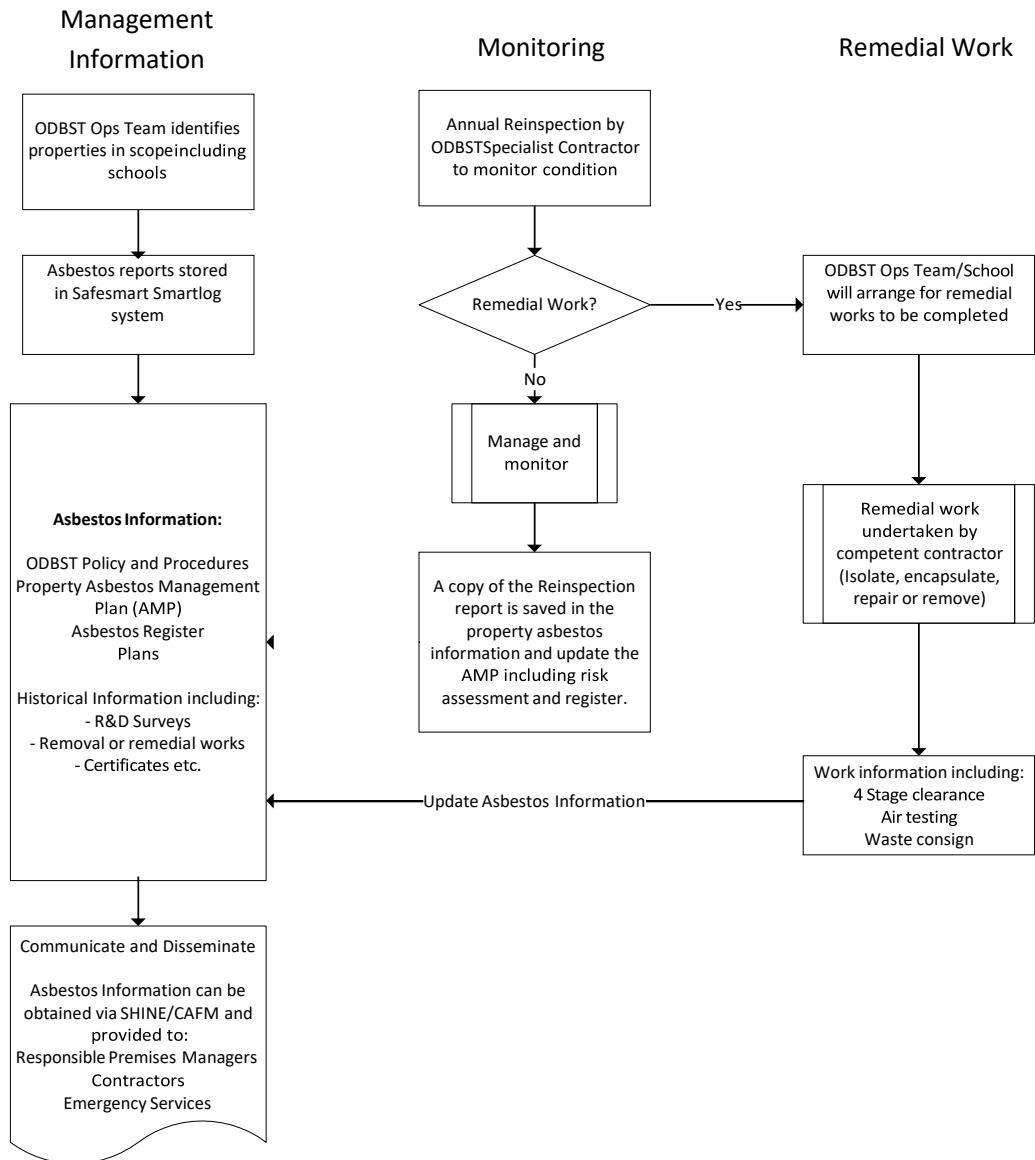 Management
Information
ODBST Ops Team identifies
properties in scopeincluding
schools
Asbestos reports stored
in Safesmart Smartlog
system
Asbestos Information:
ODBST Policy and Procedures
Property Asbestos Management
Plan (AMP)
Asbestos Register
Plans
Historical Information including:
- R&D Surveys
- Removal or remedial works
- Certificates etc.
Communicate and Disseminate
Asbestos Information can be
obtained via SHINE/CAFM and
provided to:
Responsible Premises Managers
Contractors
Emergency Services
Monitoring
Annual Reinspection by
ODBSTSpecialist Contractor
to monitor condition
Remedial Work?
Yes
No
Manage and
monitor
A copy of the Reinspection
report is saved in the
property asbestos
information and update the
AMP including risk
assessment and register.
Update Asbestos Information
Remedial Work
ODBST Ops Team/School
will arrange for remedial
works to be completed
Remedial work
undertaken by
competent contractor
(Isolate, encapsulate,
repair or remove)
Work information including:
4 Stage clearance
Air testing
Waste consign